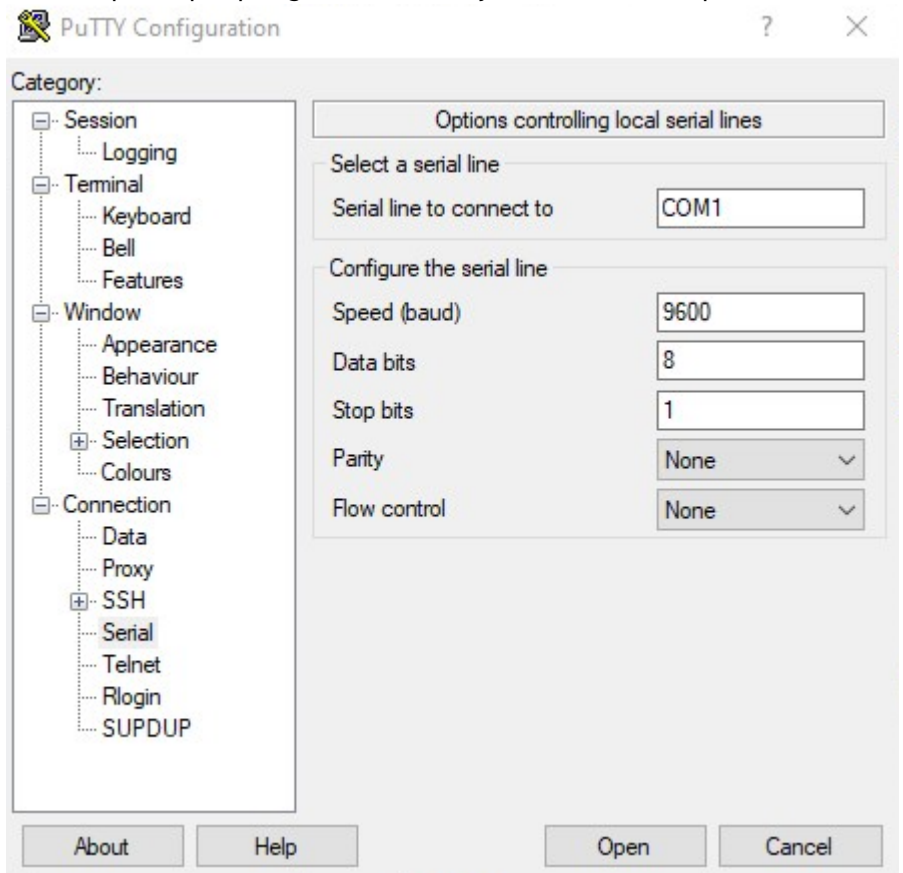 PuTTY Configuration ? ×
Category:
Session
Logging
Terminal
Keyboard
Bell
Features
Window
Appearance
Behaviour
Translation
Selection
Colours
Connection
Data
Proxy
SSH
Serial
Telnet
Rlogin
SUPDUP
Options controlling local serial lines
Select a serial line
Serial line to connect to COM1
Configure the serial line
Speed (baud) 9600
Data bits 8
Stop bits 1
Parity None
Flow control None
About Help Open Cancel